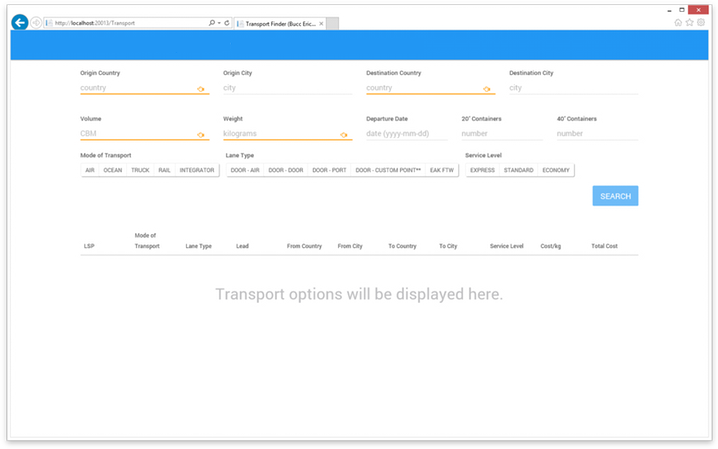 http://localhost:20013/Transport
Transport Finder (Bucc Eric...
Origin Country Origin City Destination Country Destination City
country city country city
Volume Weight Departure Date 20' Containers 40' Containers
CBM kilograms date (yyyy-mm-dd) number number
Mode of Transport Lane Type Service Level
AIR OCEAN TRUCK RAIL INTEGRATOR DOOR - AIR DOOR - DOOR DOOR - PORT DOOR - CUSTOM POINT** EAK FTW EXPRESS STANDARD ECONOMY
SEARCH
LSP Mode of Transport Lane Type Lead From Country From City To Country To City Service Level Cost/kg Total Cost
Transport options will be displayed here.